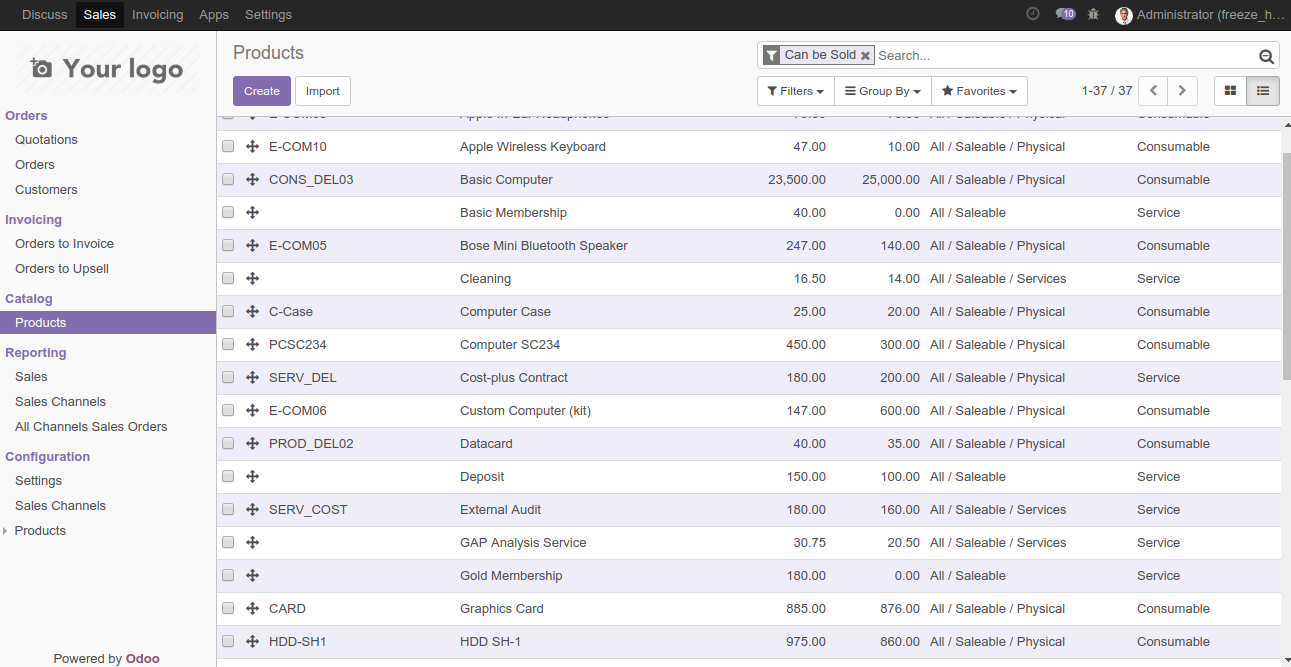 Discuss Sales Invoicing Apps Settings 10 Administrator (freeze_h...
Your logo
Orders
Quotations
Orders
Customers
Invoicing
Orders to Invoice
Orders to Upsell
Catalog
Products
Reporting
Sales
Sales Channels
All Channels Sales Orders
Configuration
Settings
Sales Channels
Products
Powered by Odoo
Products
Can be Sold Search...
Create Import
Filters Group By Favorites 1-37 / 37
E-COM10 Apple Wireless Keyboard 47.00 10.00 All / Saleable / Physical Consumable
CONS_DEL03 Basic Computer 23,500.00 25,000.00 All / Saleable / Physical Consumable
Basic Membership 40.00 0.00 All / Saleable Service
E-COM05 Bose Mini Bluetooth Speaker 247.00 140.00 All / Saleable / Physical Consumable
Cleaning 16.50 14.00 All / Saleable / Services Service
C-Case Computer Case 25.00 20.00 All / Saleable / Physical Consumable
PCSC234 Computer SC234 450.00 300.00 All / Saleable / Physical Consumable
SERV_DEL Cost-plus Contract 180.00 200.00 All / Saleable / Physical Service
E-COM06 Custom Computer (kit) 147.00 600.00 All / Saleable / Physical Consumable
PROD_DEL02 Datacard 40.00 35.00 All / Saleable / Physical Consumable
Deposit 150.00 100.00 All / Saleable Service
SERV_COST External Audit 180.00 160.00 All / Saleable / Services Service
GAP Analysis Service 30.75 20.50 All / Saleable / Services Service
Gold Membership 180.00 0.00 All / Saleable Service
CARD Graphics Card 885.00 876.00 All / Saleable / Physical Consumable
HDD-SH1 HDD SH-1 975.00 860.00 All / Saleable / Physical Consumable